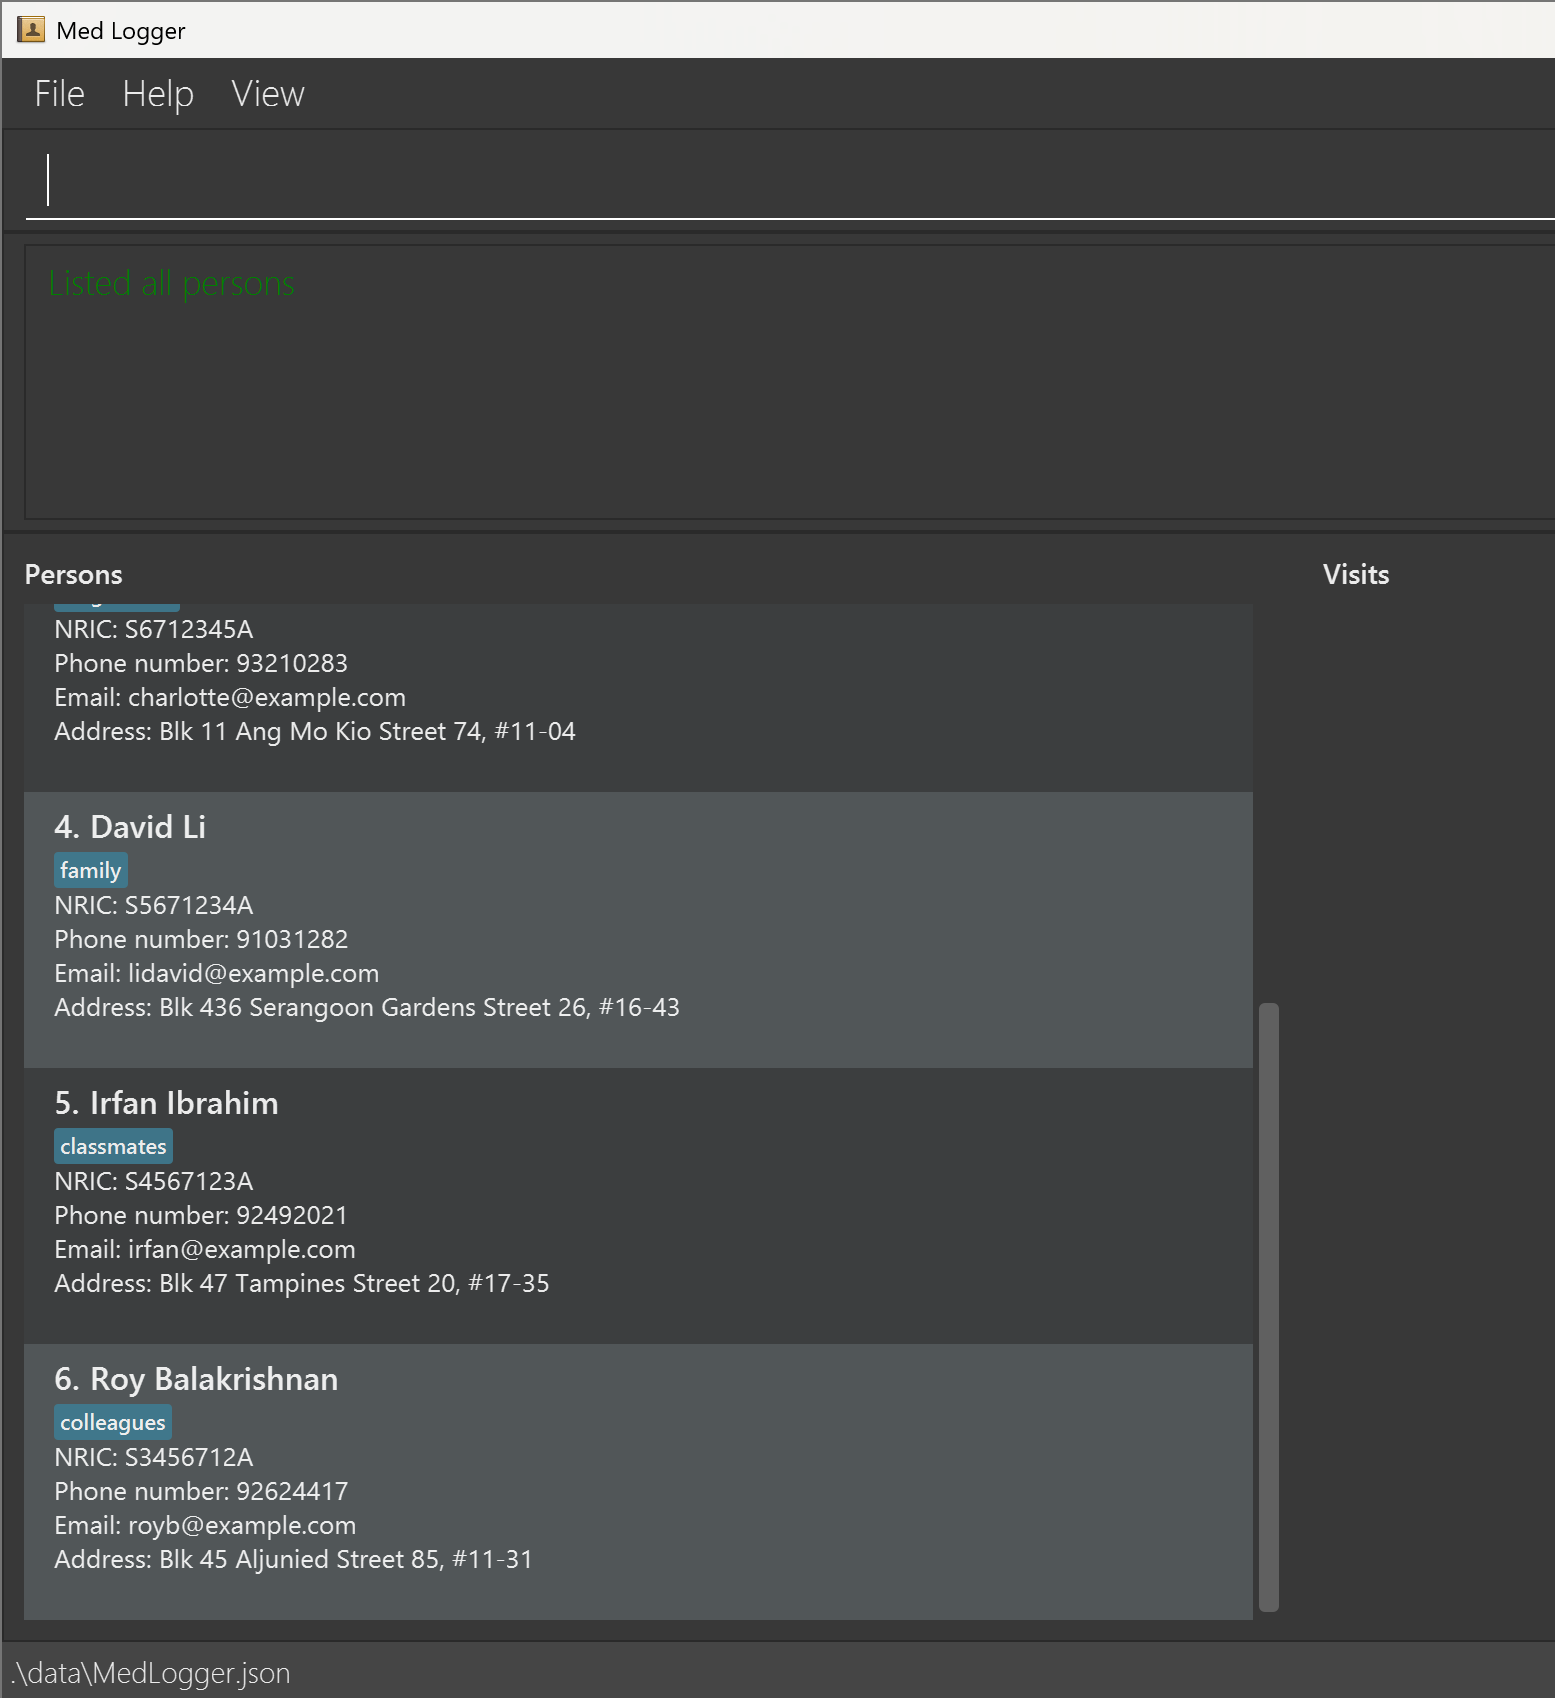 Med Logger
File Help View
Listed all persons
Persons
NRIC: S6712345A
Phone number: 93210283
Email: charlotte@example.com
Address: Blk 11 Ang Mo Kio Street 74, #11-04
4. David Li
family
NRIC: S5671234A
Phone number: 91031282
Email: lidavid@example.com
Address: Blk 436 Serangoon Gardens Street 26, #16-43
5. Irfan Ibrahim
classmates
NRIC: S4567123A
Phone number: 92492021
Email: irfan@example.com
Address: Blk 47 Tampines Street 20, #17-35
6. Roy Balakrishnan
colleagues
NRIC: S3456712A
Phone number: 92624417
Email: royb@example.com
Address: Blk 45 Aljunied Street 85, #11-31
Visits
.\data\MedLogger.json